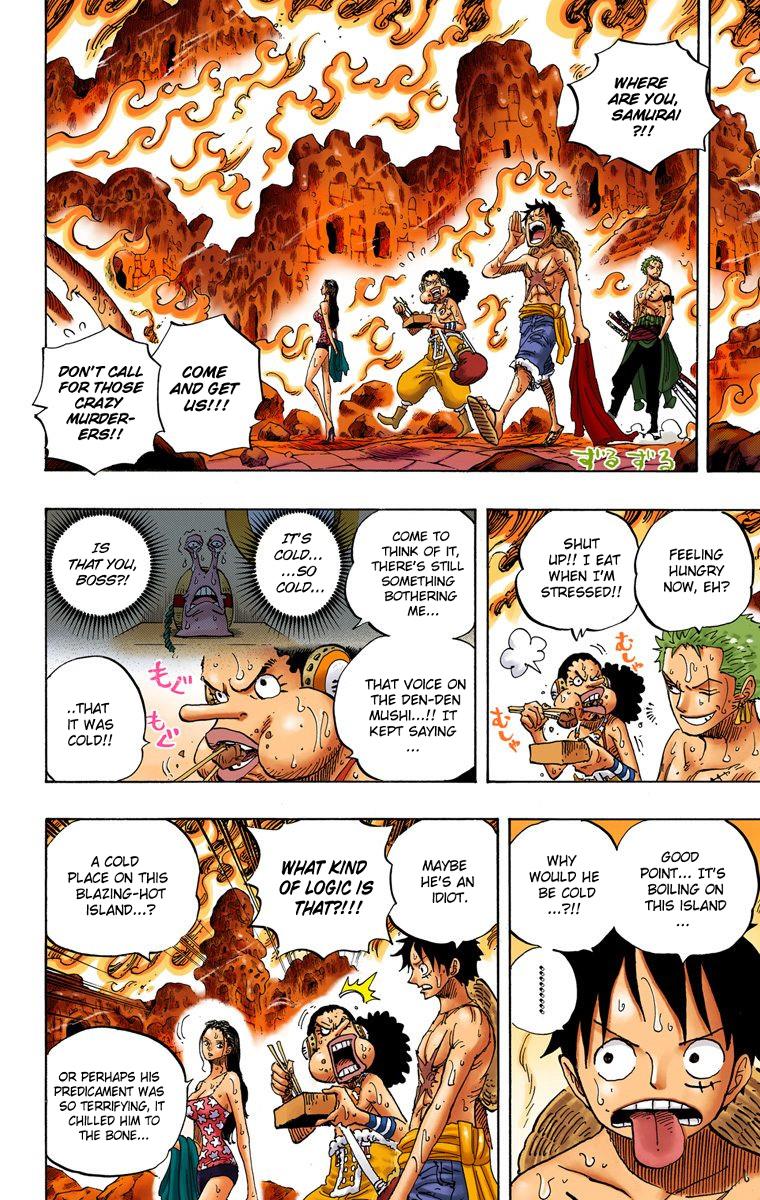 WHERE
ARE YOU,
SAMURAI
?!!
COME
AND GET
US!!!
DON'T CALL
FOR THOSE
CRAZY
MURDER-
ERS!!
ずる ずる
FEELING
HUNGRY
NOW, EH?
SHUT
UP!! I EAT
WHEN I'M
STRESSED!!
むしゃ
むしゃ
COME TO
THINK OF IT,
THERE'S STILL
SOMETHING
BOTHERING
ME...
IT'S
COLD...
...SO
COLD...
IS
THAT YOU,
BOSS?!
THAT VOICE ON
THE DEN-DEN
MUSHI...!! IT
KEPT SAYING
...
..THAT
IT WAS
COLD!!
もぐ
もぐ
GOOD
POINT... IT'S
BOILING ON
THIS ISLAND
...
WHY
WOULD HE
BE COLD
...?!!
.........
MAYBE
HE'S AN
IDIOT.
WHAT KIND
OF LOGIC IS
THAT?!!!
A COLD
PLACE ON THIS
BLAZING-HOT
ISLAND...?
OR PERHAPS HIS
PREDICAMENT WAS
SO TERRIFYING, IT
CHILLED HIM TO
THE BONE...